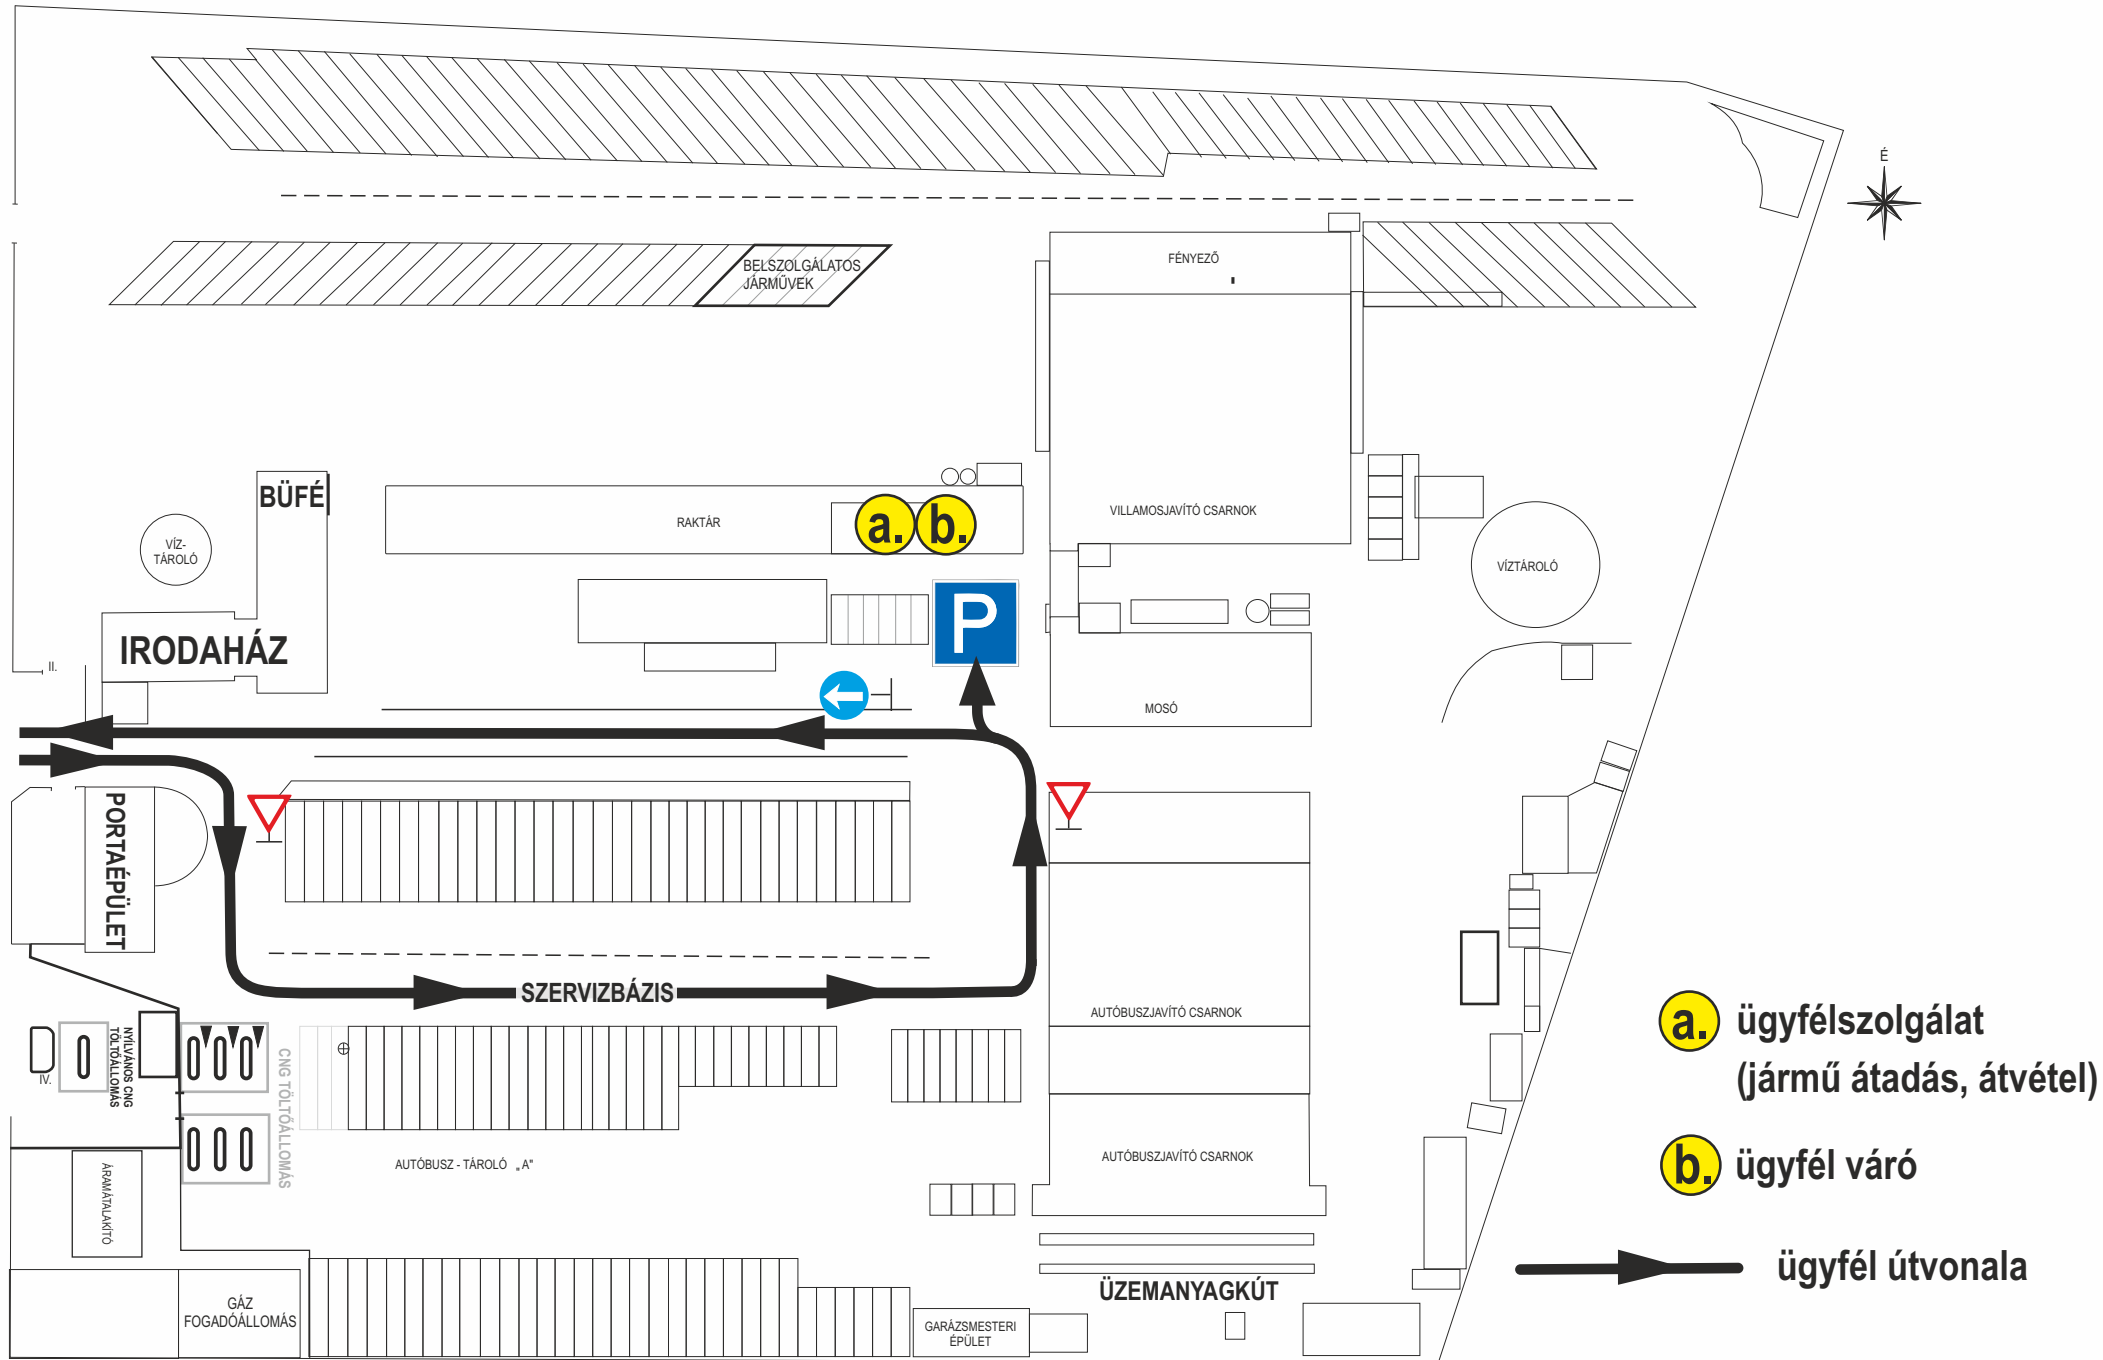 É
BELSZOLGÁLATOS
JÁRMŰVEK
FÉNYEZŐ
BÜFÉ
RAKTÁR
a.
b.
VILLAMOSJAVÍTÓ CSARNOK
VÍZ-
TÁROLÓ
VÍZTÁROLÓ
P
IRODAHÁZ
II.
MOSÓ
PORTAÉPÜLET
SZERVIZBÁZIS
AUTÓBUSZJAVÍTÓ CSARNOK
a. ügyfélszolgálat
(jármű átadás, átvétel)
NYILVÁNOS CNG
TÖLTŐÁLLOMÁS
IV.
CNG TÖLTŐÁLLOMÁS
AUTÓBUSZ - TÁROLÓ „A"
AUTÓBUSZJAVÍTÓ CSARNOK
b. ügyfél váró
ÁRAMÁTALAKÍTÓ
ügyfél útvonala
ÜZEMANYAGKÚT
GÁZ
FOGADÓÁLLOMÁS
GARÁZSMESTERI
ÉPÜLET